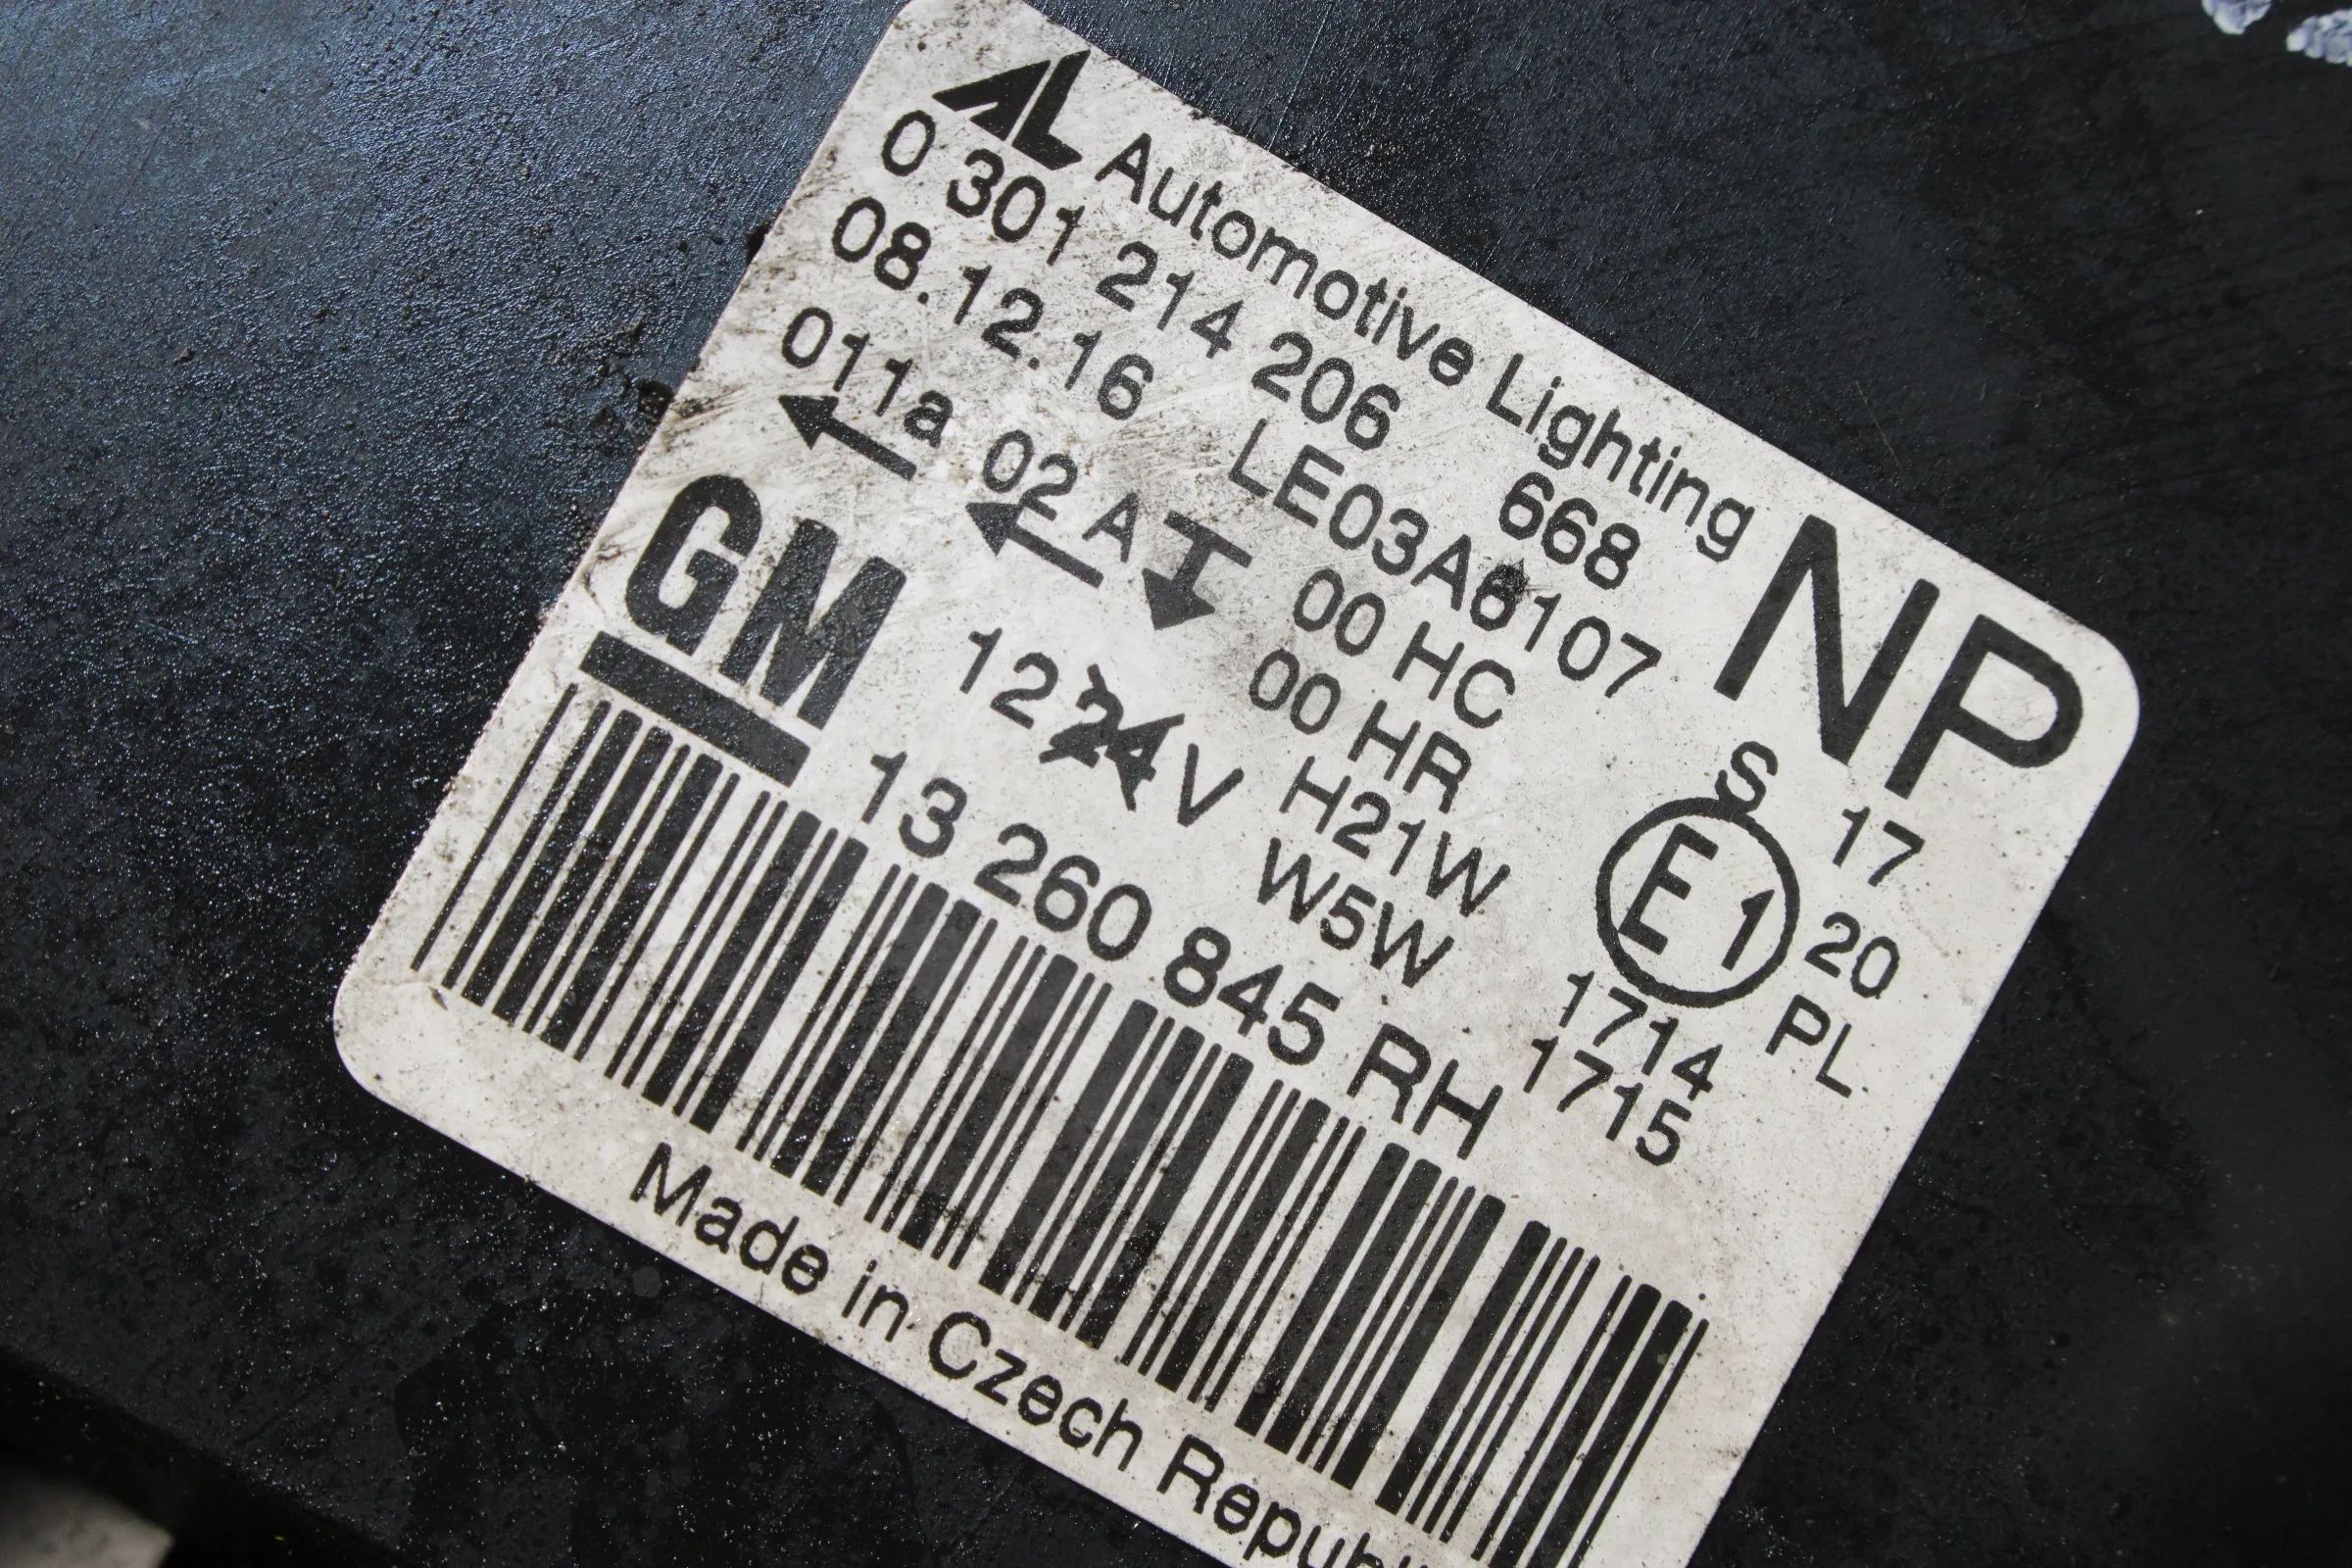 AL Automotive Lighting
0 301 214 206 668
NP
08.12.16 LE03A6107
011a 02 A 00 HC S 17
00 HR E1 20
GM 12 24 V H21W PL
W5W 1714
13 260 845 RH 1715
Made in Czech